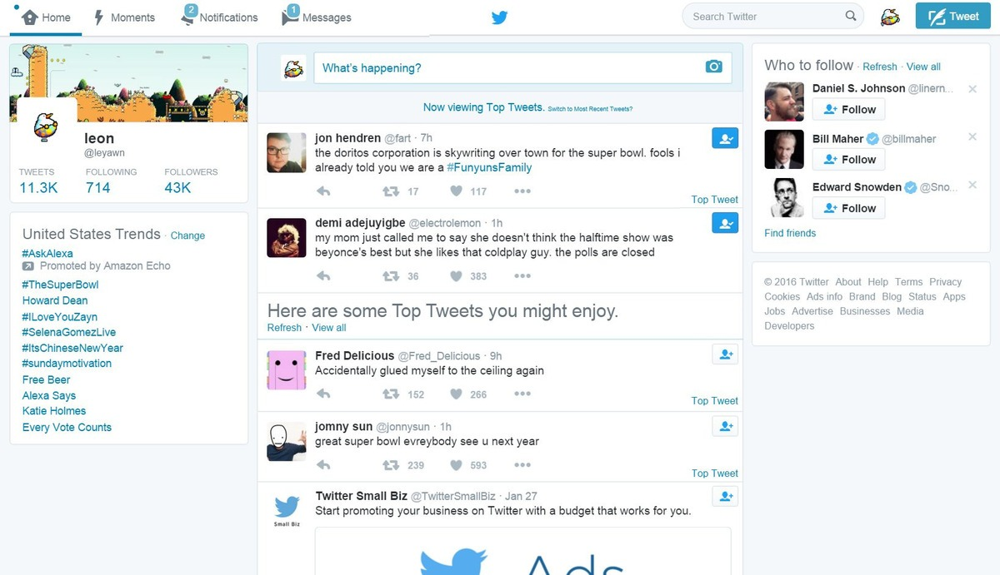 Home
Moments
2
Notifications
1
Messages
Search Twitter
Tweet
leon
@leyawn
TWEETS FOLLOWING FOLLOWERS
11.3K 714 43K
United States Trends · Change
#AskAlexa
Promoted by Amazon Echo
#TheSuperBowl
Howard Dean
#ILoveYouZayn
#SelenaGomezLive
#ItsChineseNewYear
#sundaymotivation
Free Beer
Alexa Says
Katie Holmes
Every Vote Counts
What's happening?
Now viewing Top Tweets. Switch to Most Recent Tweets?
jon hendren @fart · 7h
the doritos corporation is skywriting over town for the super bowl. fools i
already told you we are a #FunyunsFamily
17 117
Top Tweet
demi adejuyigbe @electrolemon · 1h
my mom just called me to say she doesn't think the halftime show was
beyonce's best but she likes that coldplay guy. the polls are closed
36 383
Here are some Top Tweets you might enjoy.
Refresh · View all
Fred Delicious @Fred_Delicious · 9h
Accidentally glued myself to the ceiling again
152 266
Top Tweet
jomny sun @jonnysun · 1h
great super bowl evreybody see u next year
239 593
Top Tweet
Twitter Small Biz @TwitterSmallBiz · Jan 27
Start promoting your business on Twitter with a budget that works for you.
Small Biz
Ads
Who to follow · Refresh · View all
Daniel S. Johnson @linern...
Follow
Bill Maher @billmaher
Follow
Edward Snowden @Sno...
Follow
Find friends
© 2016 Twitter About Help Terms Privacy
Cookies Ads info Brand Blog Status Apps
Jobs Advertise Businesses Media
Developers